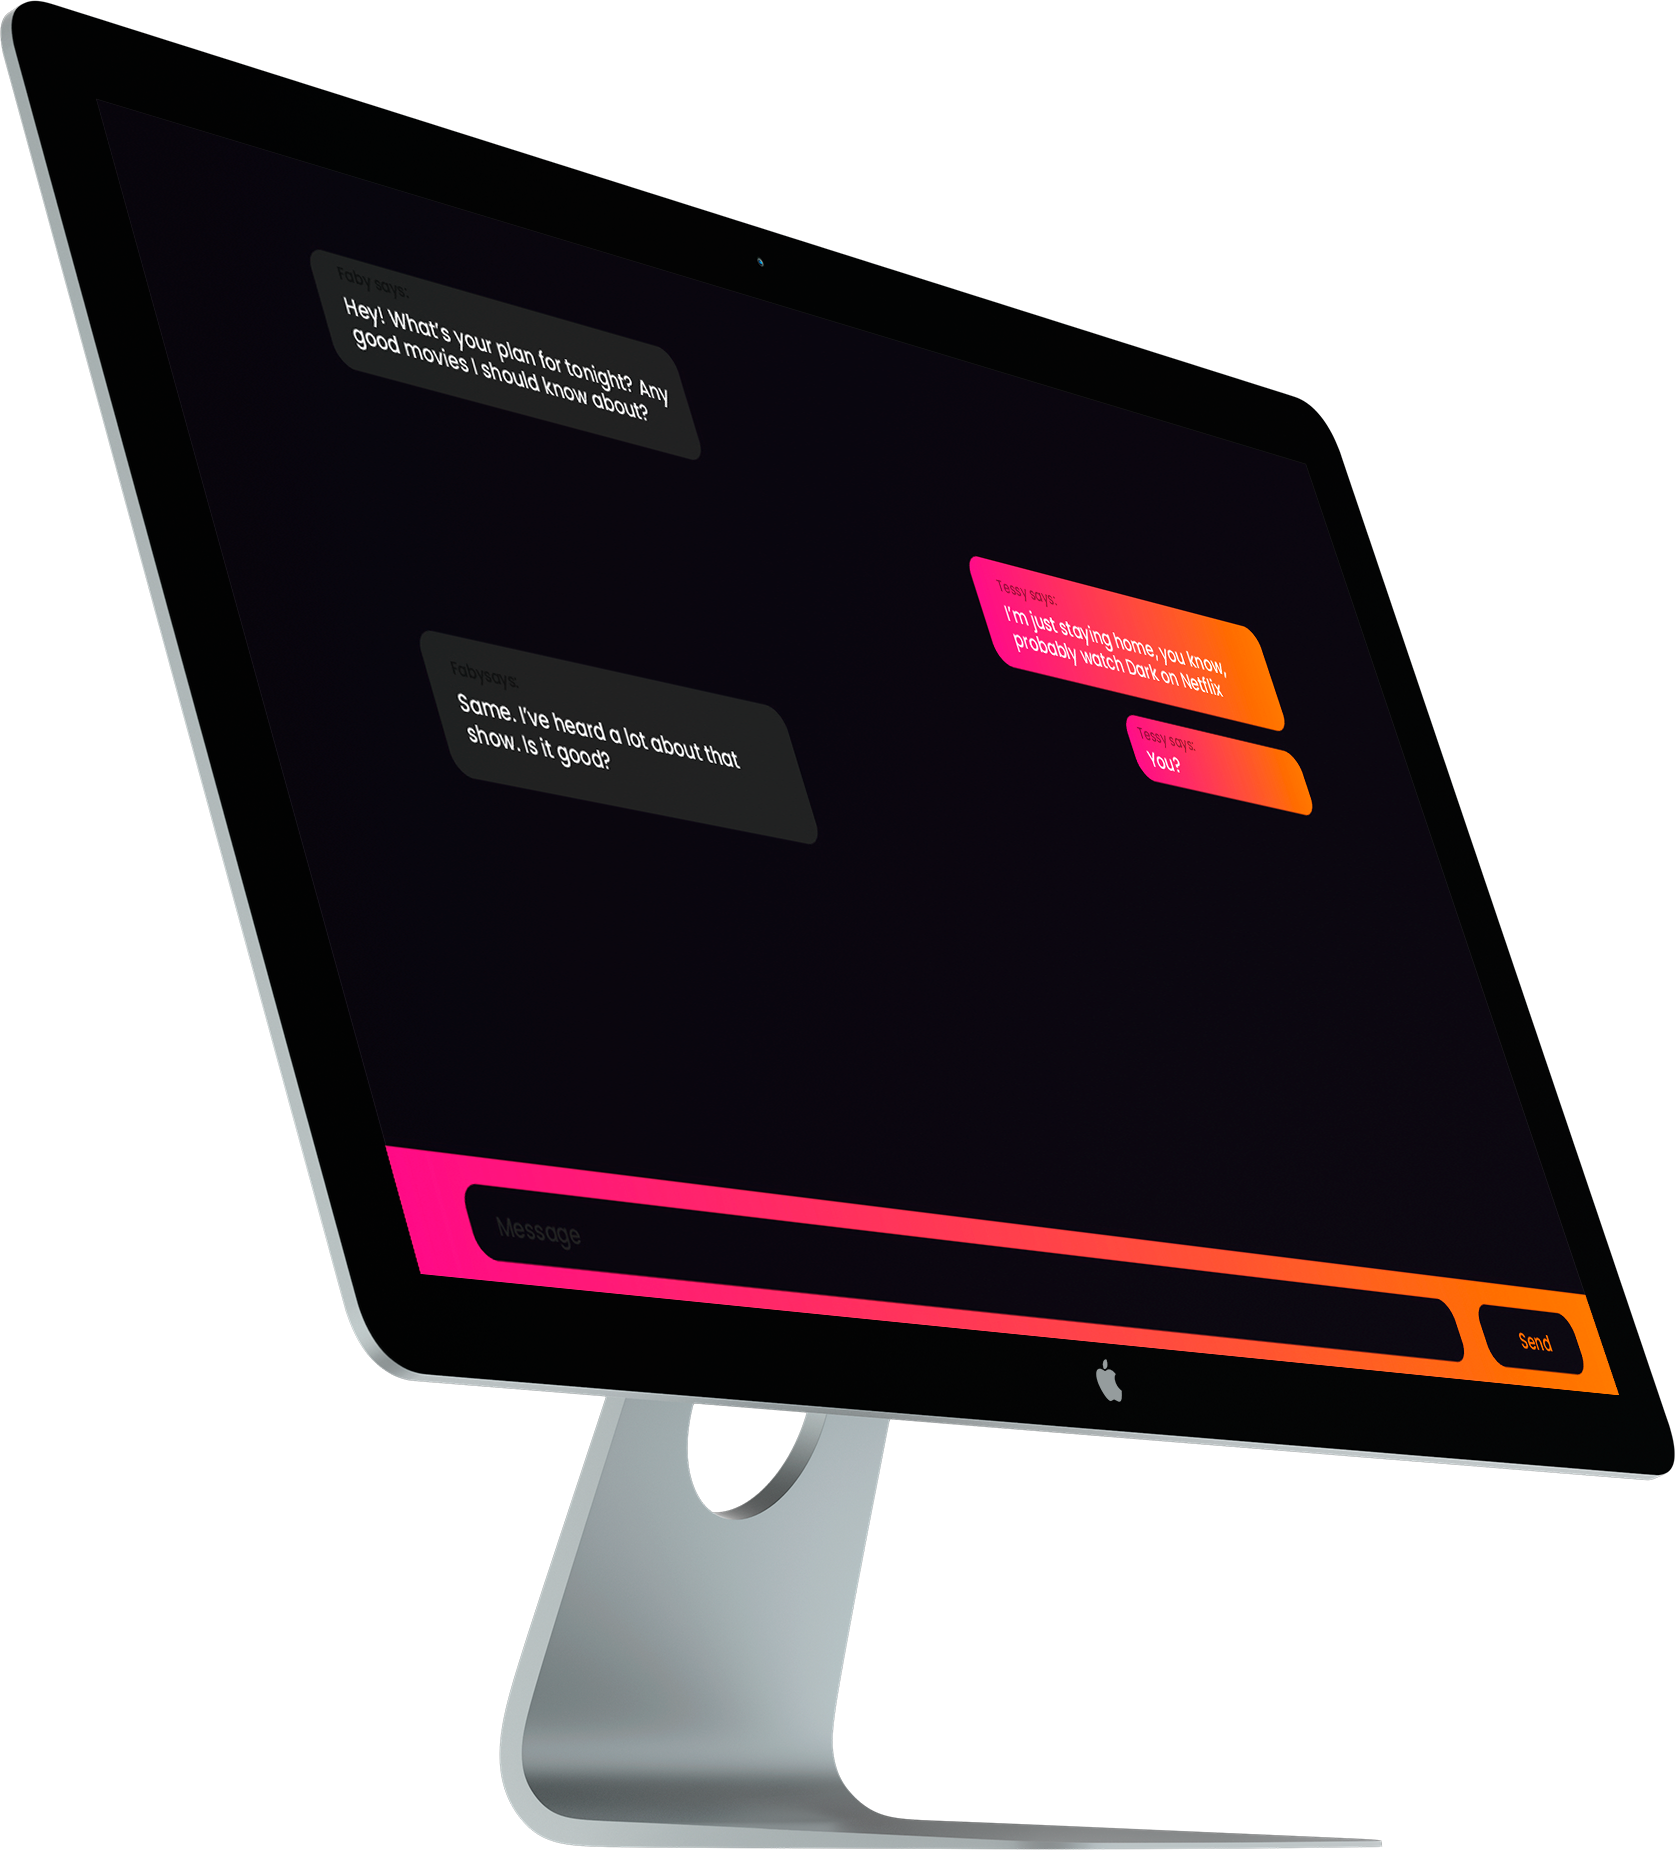 Faby says:
Hey! What's your plan for tonight? Any
good movies I should know about?
Tessy says:
I'm just staying home, you know,
probably watch Dark on Netflix
Tessy says:
You?
Fabysays:
Same. I've heard a lot about that
show. Is it good?
Message
Send